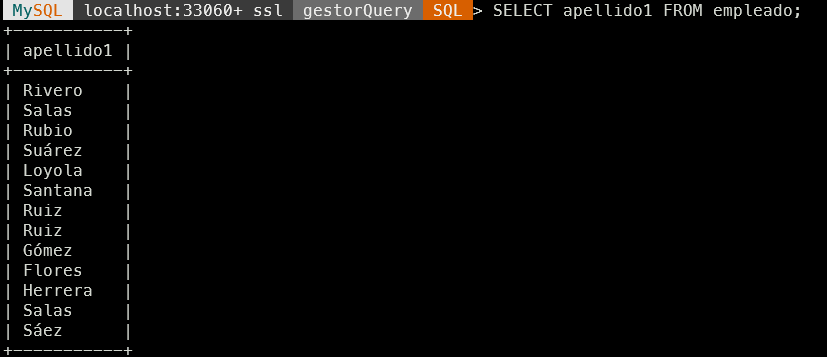 MySQL localhost:33060+ ssl gestorQuery SQL > SELECT apellido1 FROM empleado;
+-----------+
| apellido1 |
+-----------+
| Rivero    |
| Salas     |
| Rubio     |
| Suárez    |
| Loyola    |
| Santana   |
| Ruiz      |
| Ruiz      |
| Gómez     |
| Flores    |
| Herrera   |
| Salas     |
| Sáez      |
+-----------+